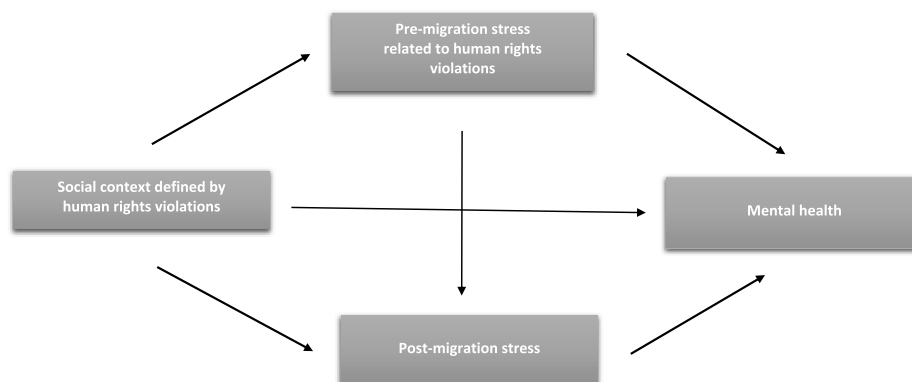 Pre-migration stress
related to human rights
violations
Social context defined by
human rights violations
Mental health
Post-migration stress